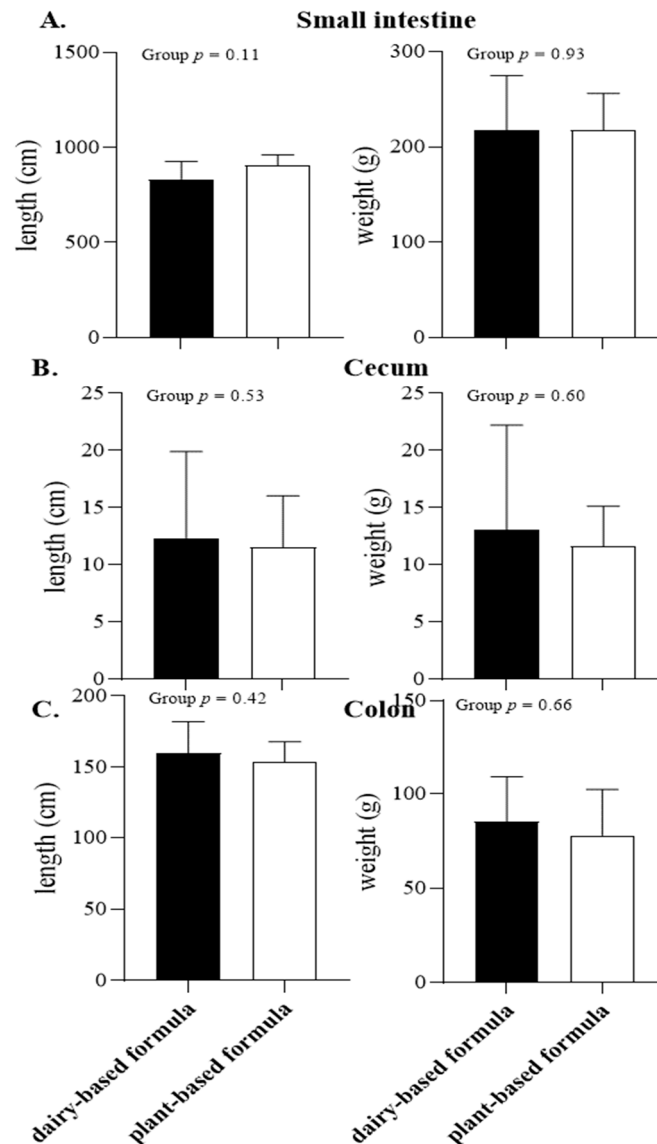 A. Small intestine
Group p = 0.11
length (cm)
1500
1000
500
0
Group p = 0.93
weight (g)
300
200
100
0
B. Cecum
Group p = 0.53
length (cm)
25
20
15
10
5
0
Group p = 0.60
weight (g)
25
20
15
10
5
0
C. Colon
Group p = 0.42
length (cm)
200
150
100
50
0
Group p = 0.66
weight (g)
150
100
50
0
dairy-based formula
plant-based formula
dairy-based formula
plant-based formula